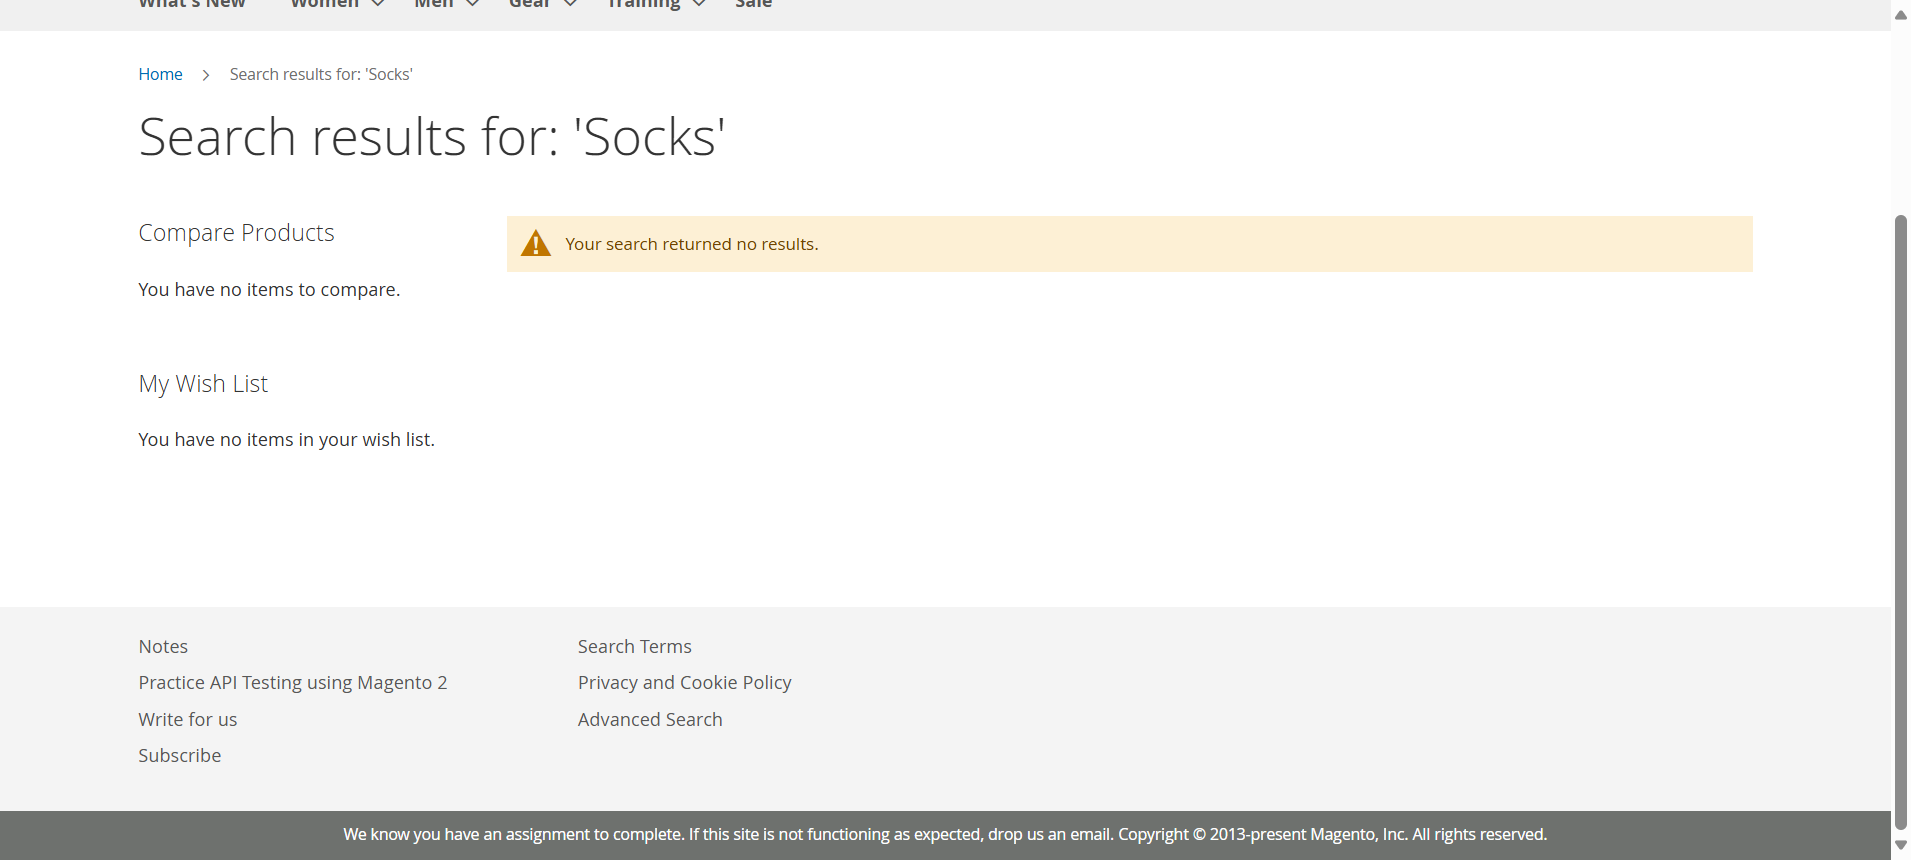 What's New Women Men Gear Training Sale
Home > Search results for: 'Socks'
Search results for: 'Socks'
Compare Products
You have no items to compare.
Your search returned no results.
My Wish List
You have no items in your wish list.
Notes
Practice API Testing using Magento 2
Write for us
Subscribe
Search Terms
Privacy and Cookie Policy
Advanced Search
We know you have an assignment to complete. If this site is not functioning as expected, drop us an email. Copyright © 2013-present Magento, Inc. All rights reserved.